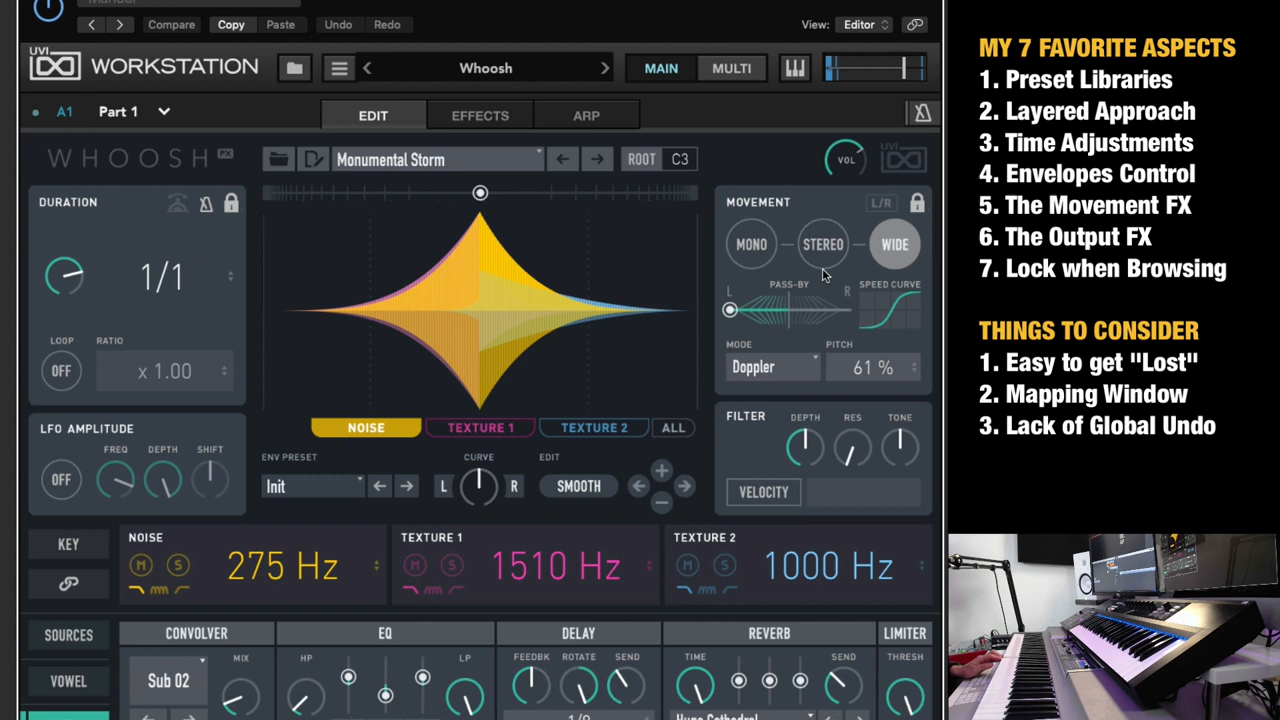 Manual
Compare
Copy
Paste
Undo
Redo
View:
Editor
UVI
WORKSTATION
Whoosh
MAIN
MULTI
A1
Part 1
EDIT
EFFECTS
ARP
WHOOSH FX
Monumental Storm
ROOT
C3
VOL
UVI
DURATION
1/1
LOOP
RATIO
OFF
x 1.00
LFO AMPLITUDE
FREQ
DEPTH
SHIFT
OFF
NOISE
TEXTURE 1
TEXTURE 2
ALL
ENV PRESET
CURVE
EDIT
Init
L
R
SMOOTH
MOVEMENT
L/R
MONO
STEREO
WIDE
PASS-BY
SPEED CURVE
L
R
MODE
PITCH
Doppler
61 %
FILTER
DEPTH
RES
TONE
VELOCITY
KEY
NOISE
M
S
275 Hz
TEXTURE 1
M
S
1510 Hz
TEXTURE 2
M
S
1000 Hz
SOURCES
VOWEL
CONVOLVER
EQ
DELAY
REVERB
LIMITER
Sub 02
MIX
HP
LP
FEEDBK
ROTATE
SEND
TIME
SEND
THRESH
MY 7 FAVORITE ASPECTS
1. Preset Libraries
2. Layered Approach
3. Time Adjustments
4. Envelopes Control
5. The Movement FX
6. The Output FX
7. Lock when Browsing
THINGS TO CONSIDER
1. Easy to get "Lost"
2. Mapping Window
3. Lack of Global Undo